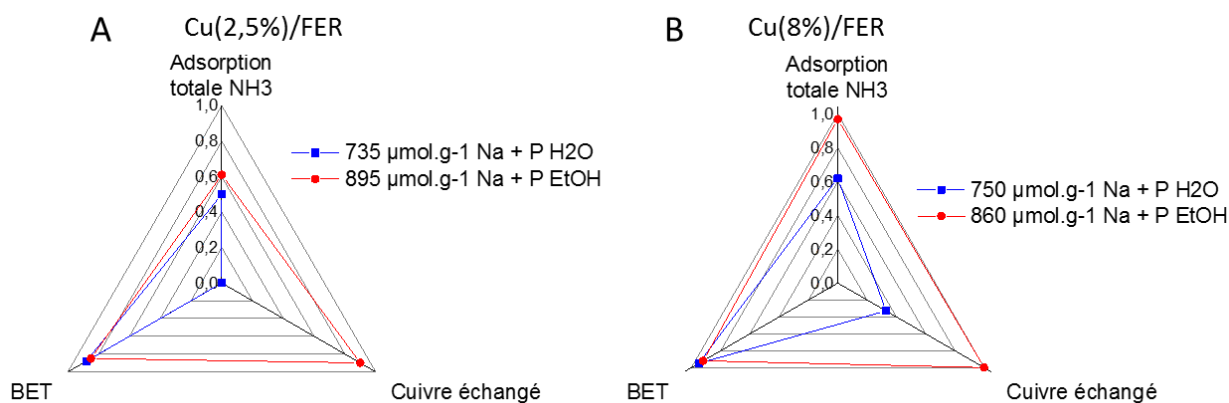 A
Cu(2,5%)/FER
Adsorption
totale NH3
1,0
0,8
0,6
0,4
0,2
0,0
735 µmol.g-1 Na + P H2O
895 µmol.g-1 Na + P EtOH
BET
Cuivre échangé
B
Cu(8%)/FER
Adsorption
totale NH3
1,0
0,8
0,6
0,4
0,2
0,0
750 µmol.g-1 Na + P H2O
860 µmol.g-1 Na + P EtOH
BET
Cuivre échangé